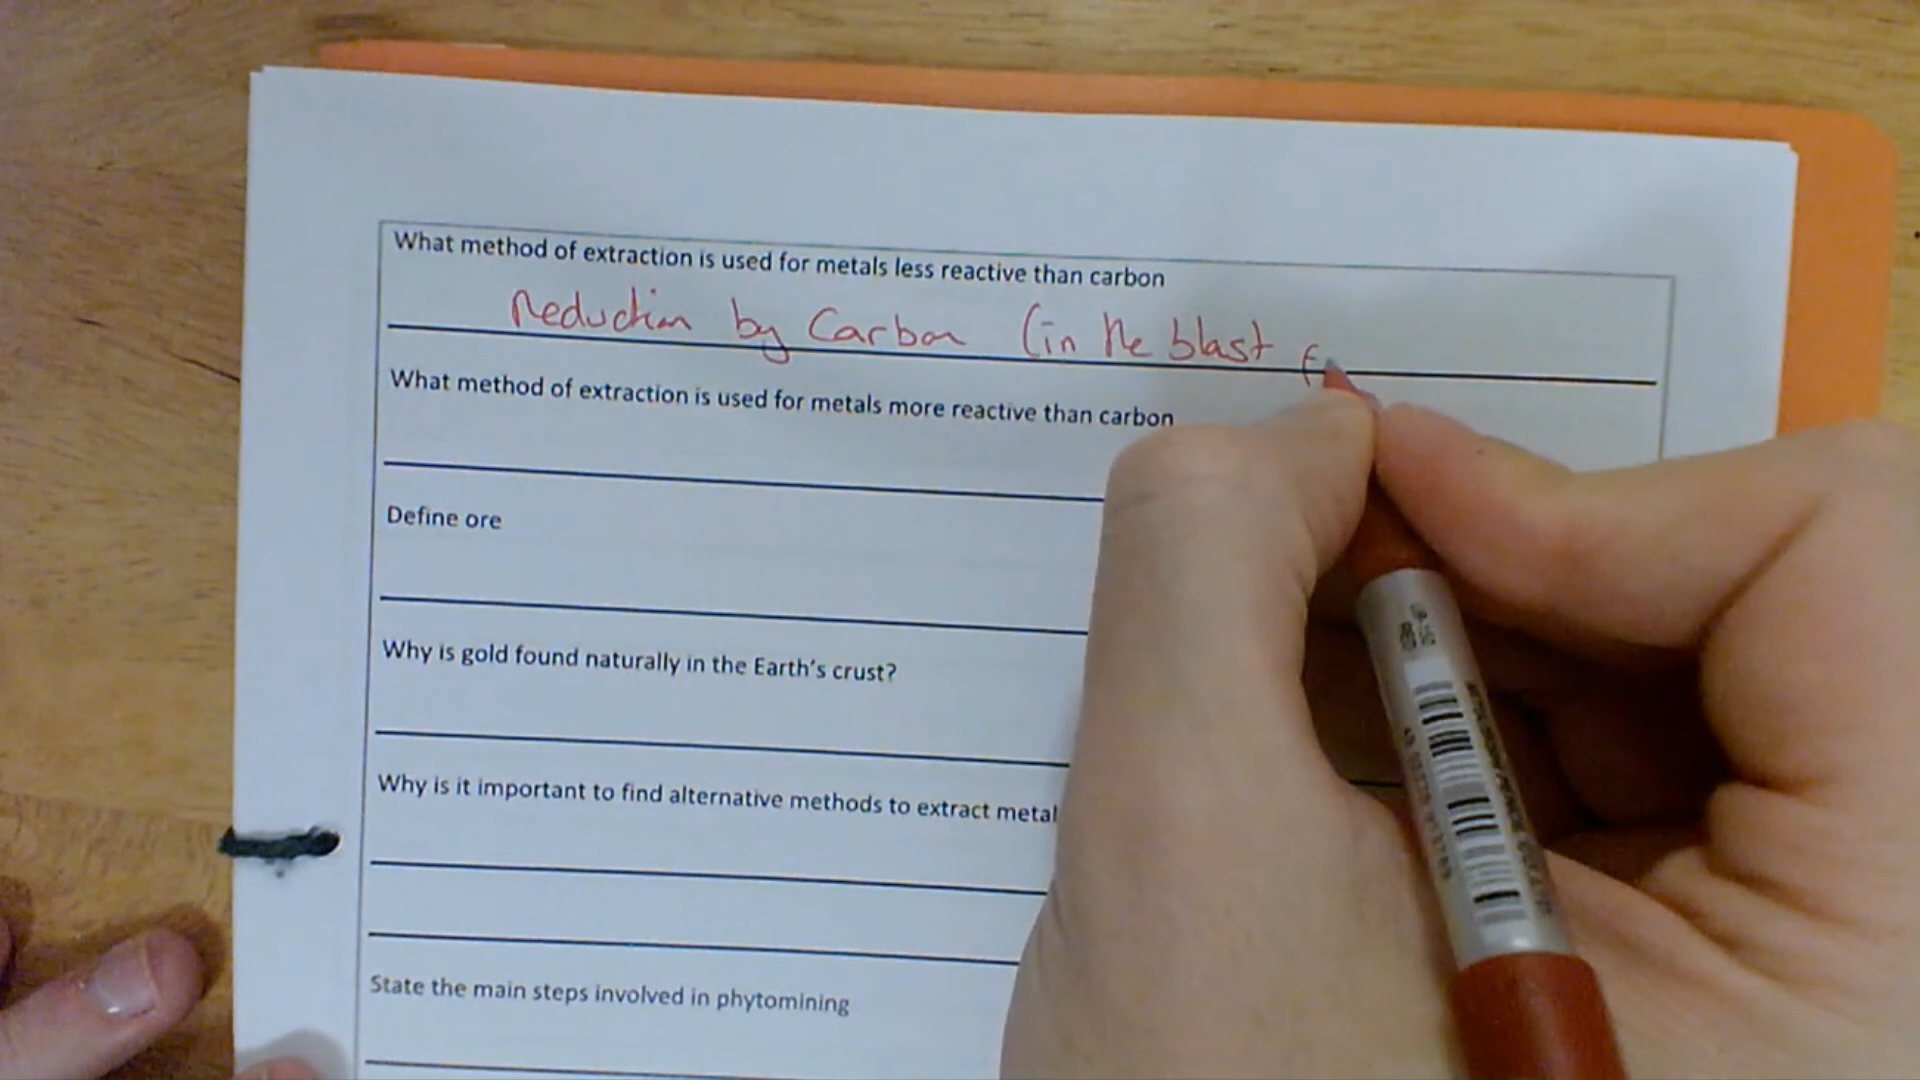 What method of extraction is used for metals less reactive than carbon
Reduction by Carbon (in the blast f
What method of extraction is used for metals more reactive than carbon
Define ore
Why is gold found naturally in the Earth's crust?
Why is it important to find alternative methods to extract metal
State the main steps involved in phytomining